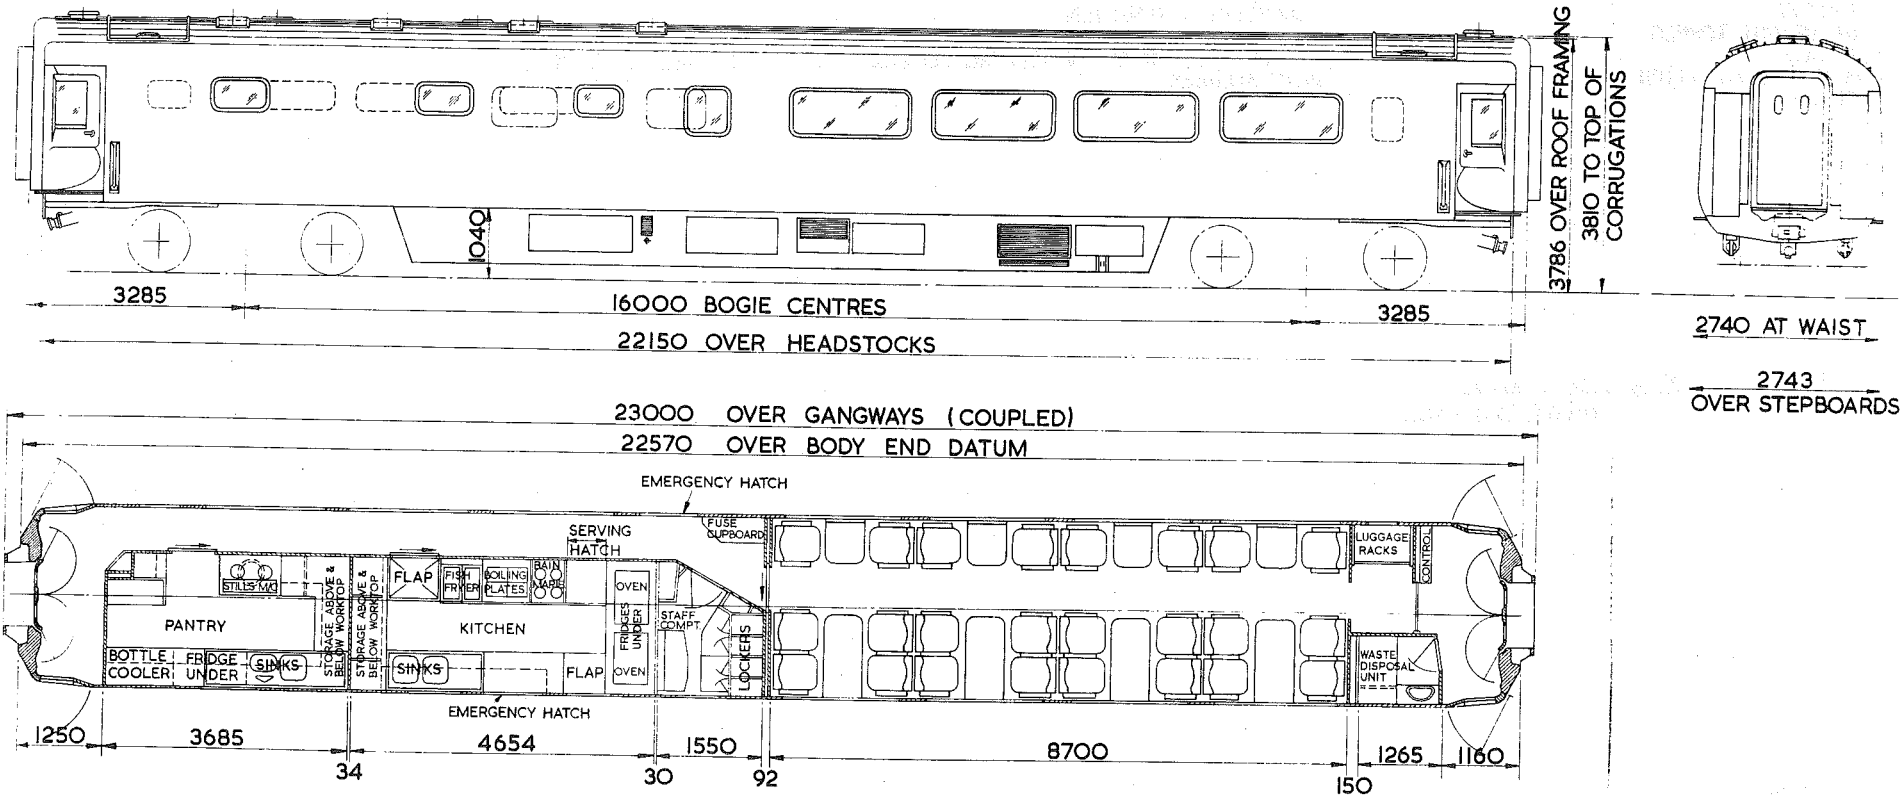 3786 OVER ROOF FRAMING
3810 TO TOP OF
CORRUGATIONS
1040
3285
16000 BOGIE CENTRES
3285
22150 OVER HEADSTOCKS
2740 AT WAIST
2743
OVER STEPBOARDS
23000 OVER GANGWAYS (COUPLED)
22570 OVER BODY END DATUM
EMERGENCY HATCH
SERVING
HATCH
FUSE
CUPBOARD
LUGGAGE
RACKS
CONTROL
STILLS M/C
STORAGE ABOVE &
BELOW WORKTOP
STORAGE ABOVE &
BELOW WORKTOP
FLAP
FISH
FRYER
BOILING
PLATES
BAIN
MARIE
OVEN
FRIDGES
UNDER
OVEN
STAFF
COMPT.
LOCKERS
PANTRY
KITCHEN
BOTTLE
COOLER
FRIDGE
UNDER
SINKS
SINKS
FLAP
WASTE
DISPOSAL
UNIT
EMERGENCY HATCH
1250
3685
34
4654
30
1550
92
8700
150
1265
1160